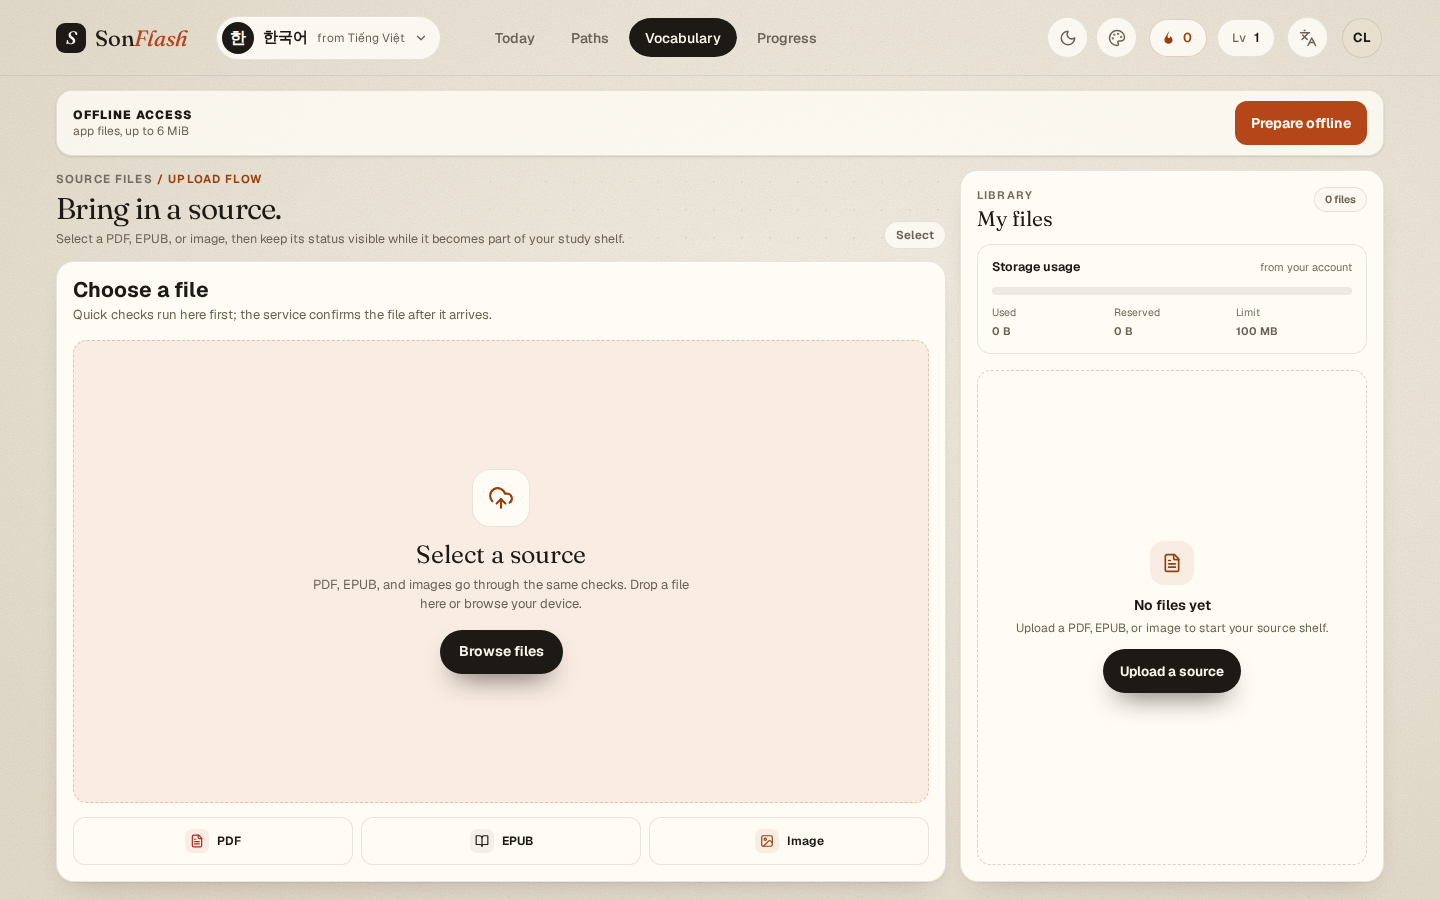 S SonFlash
한 한국어 from Tiếng Việt
Today
Paths
Vocabulary
Progress
0
Lv 1
CL
OFFLINE ACCESS
app files, up to 6 MiB
Prepare offline
SOURCE FILES / UPLOAD FLOW
Bring in a source.
Select a PDF, EPUB, or image, then keep its status visible while it becomes part of your study shelf.
Select
Choose a file
Quick checks run here first; the service confirms the file after it arrives.
Select a source
PDF, EPUB, and images go through the same checks. Drop a file
here or browse your device.
Browse files
PDF
EPUB
Image
LIBRARY
0 files
My files
Storage usage
from your account
Used
Reserved
Limit
0 B
0 B
100 MB
No files yet
Upload a PDF, EPUB, or image to start your source shelf.
Upload a source